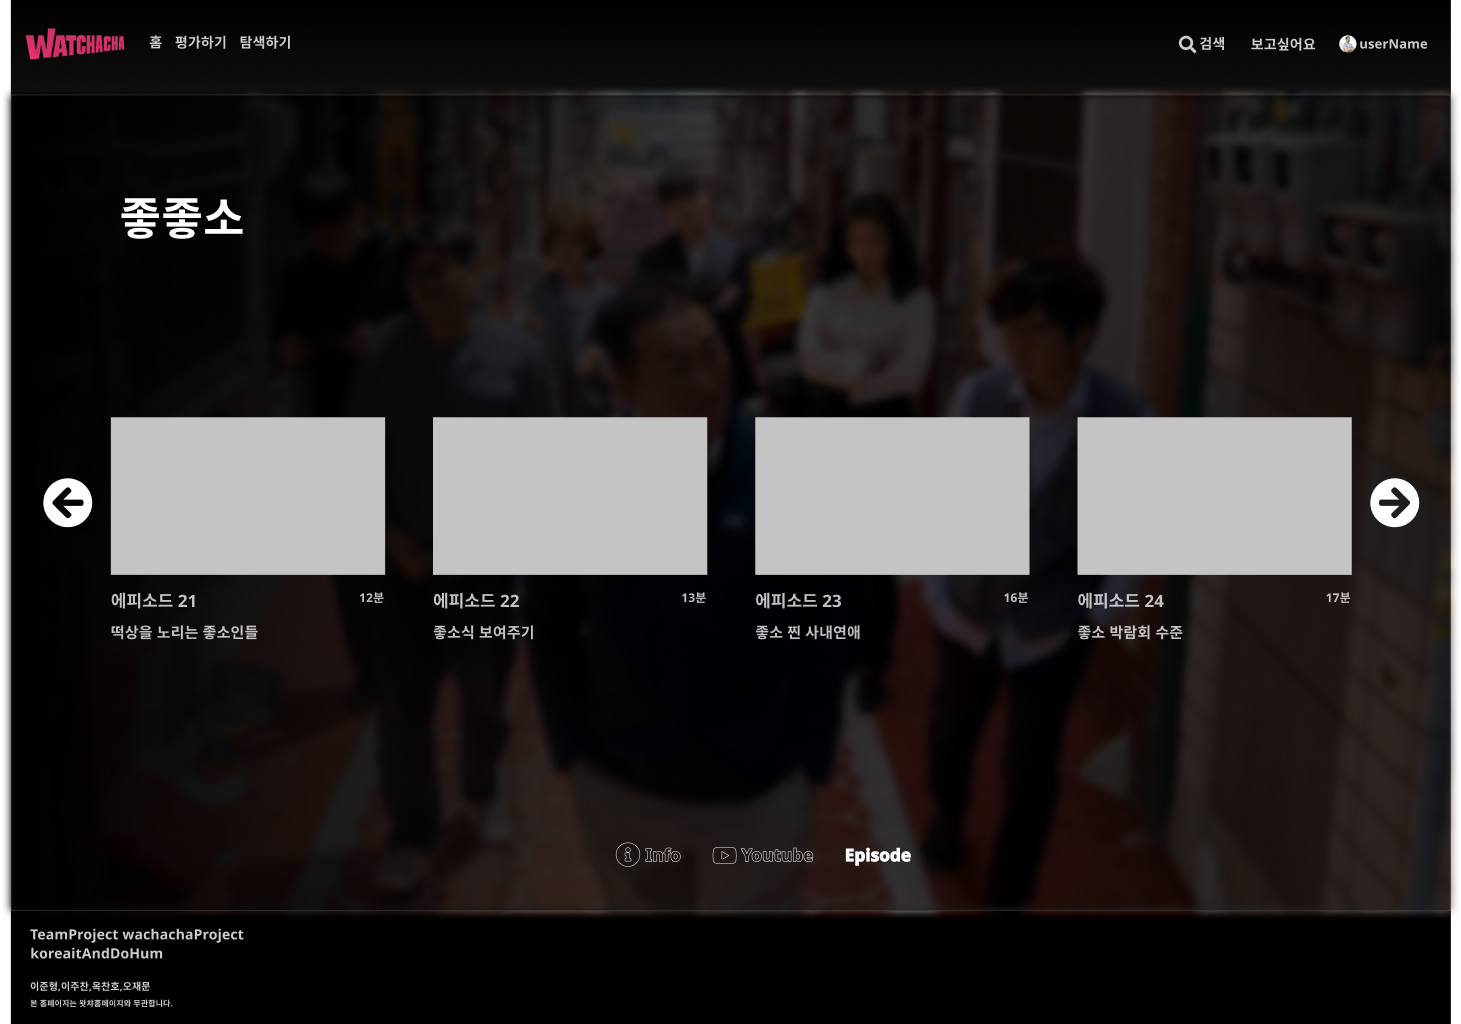 WATCHACHA 홈 평가하기 탐색하기 검색 보고싶어요 userName
좋좋소
에피소드 21 12분
떡상을 노리는 좋소인들
에피소드 22 13분
좋소식 보여주기
에피소드 23 16분
좋소 찐 사내연애
에피소드 24 17분
좋소 박람회 수준
Info Youtube Episode
TeamProject wachachaProject
koreaitAndDoHum
이준형,이주찬,옥찬호,오재문
본 홈페이지는 왓챠홈페이지와 무관합니다.